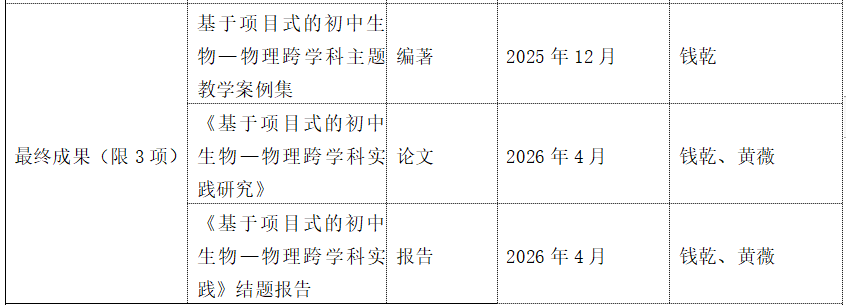 最终成果（限 3 项）
基于项目式的初中生
物—物理跨学科主题
教学案例集
编著
2025 年 12 月
钱乾
《基于项目式的初中
生物—物理跨学科实
践研究》
论文
2026 年 4 月
钱乾、黄薇
《基于项目式的初中
生物—物理跨学科实
践》结题报告
报告
2026 年 4 月
钱乾、黄薇